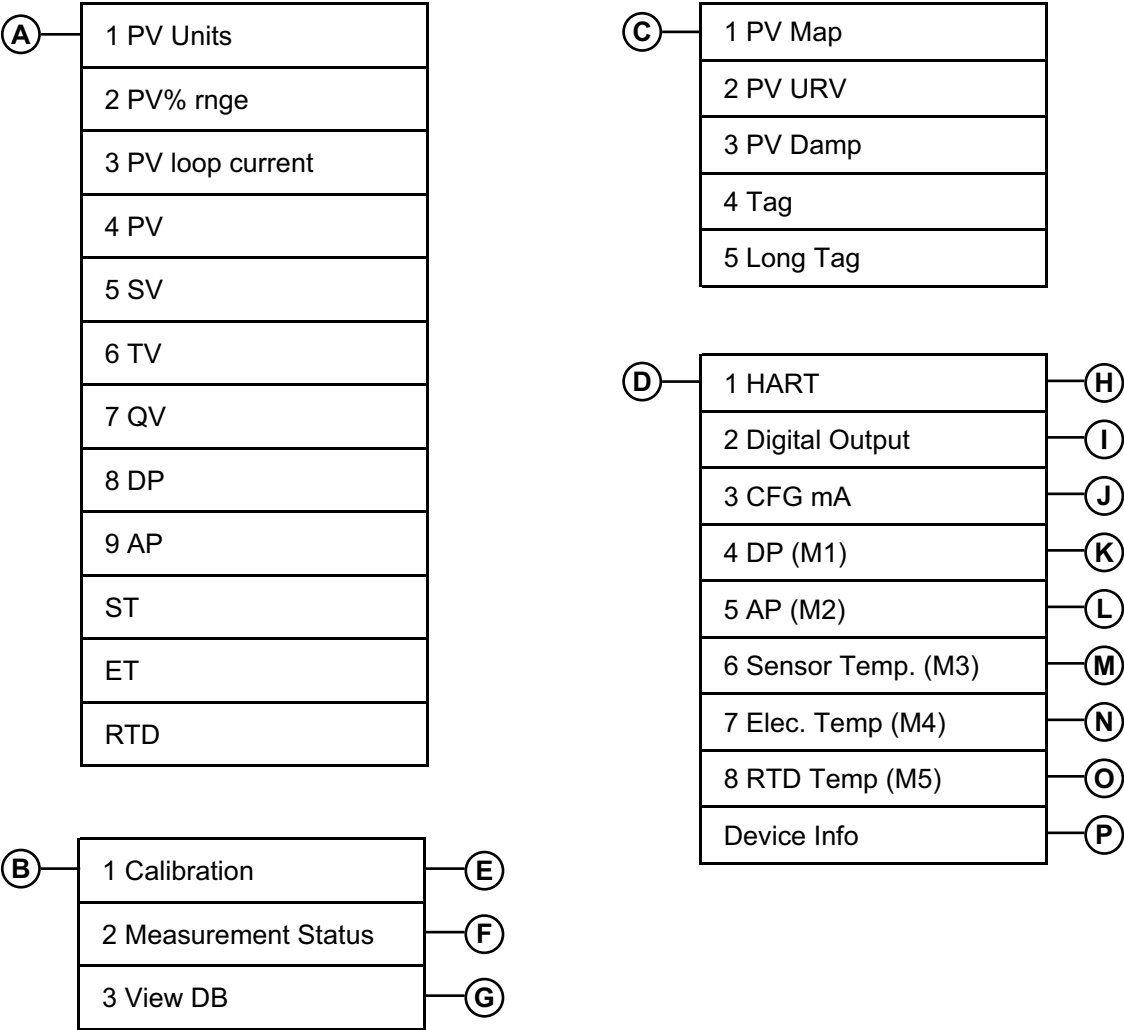 A
1 PV Units
2 PV% rnge
3 PV loop current
4 PV
5 SV
6 TV
7 QV
8 DP
9 AP
ST
ET
RTD
B
1 Calibration E
2 Measurement Status F
3 View DB G
C
1 PV Map
2 PV URV
3 PV Damp
4 Tag
5 Long Tag
D
1 HART H
2 Digital Output I
3 CFG mA J
4 DP (M1) K
5 AP (M2) L
6 Sensor Temp. (M3) M
7 Elec. Temp (M4) N
8 RTD Temp (M5) O
Device Info P